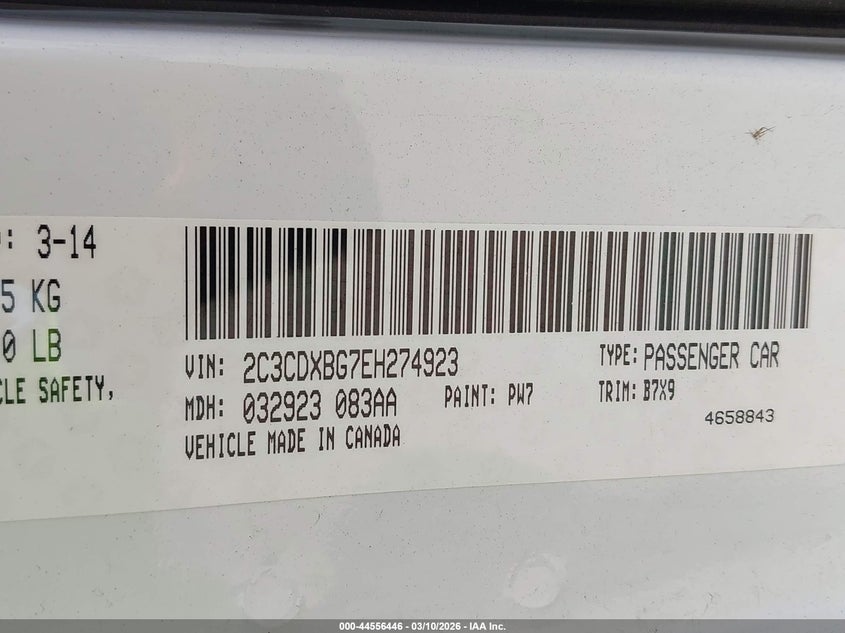 : 3-14
5 KG
0 LB
CLE SAFETY,
VIN: 2C3CDXBG7EH274923
TYPE: PASSENGER CAR
MDH: 032923 083AA
PAINT: PW7
TRIM: B7X9
VEHICLE MADE IN CANADA
4658843
000-44556446 - 03/10/2026 - IAA Inc.